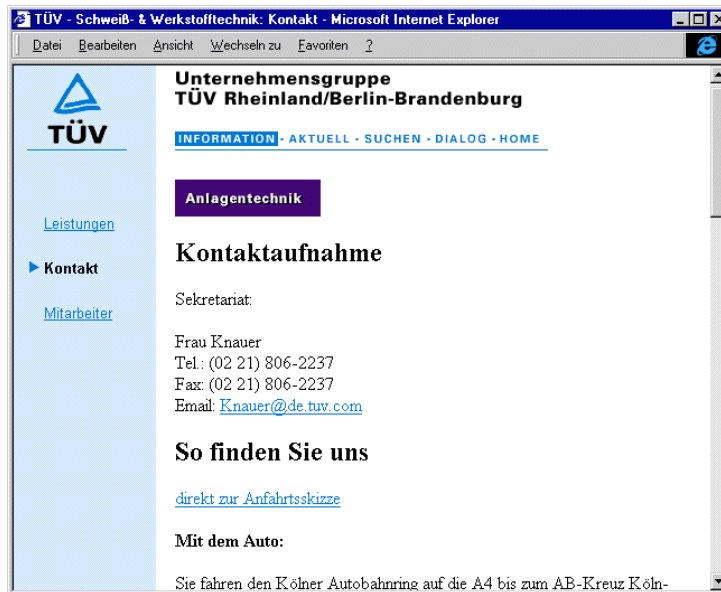 TÜV - Schweiß- & Werkstofftechnik: Kontakt - Microsoft Internet Explorer
Datei Bearbeiten Ansicht Wechseln zu Favoriten ?
TÜV
Unternehmensgruppe
TÜV Rheinland/Berlin-Brandenburg
INFORMATION - AKTUELL - SUCHEN - DIALOG - HOME
Anlagentechnik
Leistungen
Kontakt
Mitarbeiter
Kontaktaufnahme
Sekretariat:
Frau Knauer
Tel.: (02 21) 806-2237
Fax: (02 21) 806-2237
Email: Knauer@de.tuv.com
So finden Sie uns
direkt zur Anfahrtsskizze
Mit dem Auto:
Sie fahren den Kölner Autobahnring auf die A4 bis zum AB-Kreuz Köln-